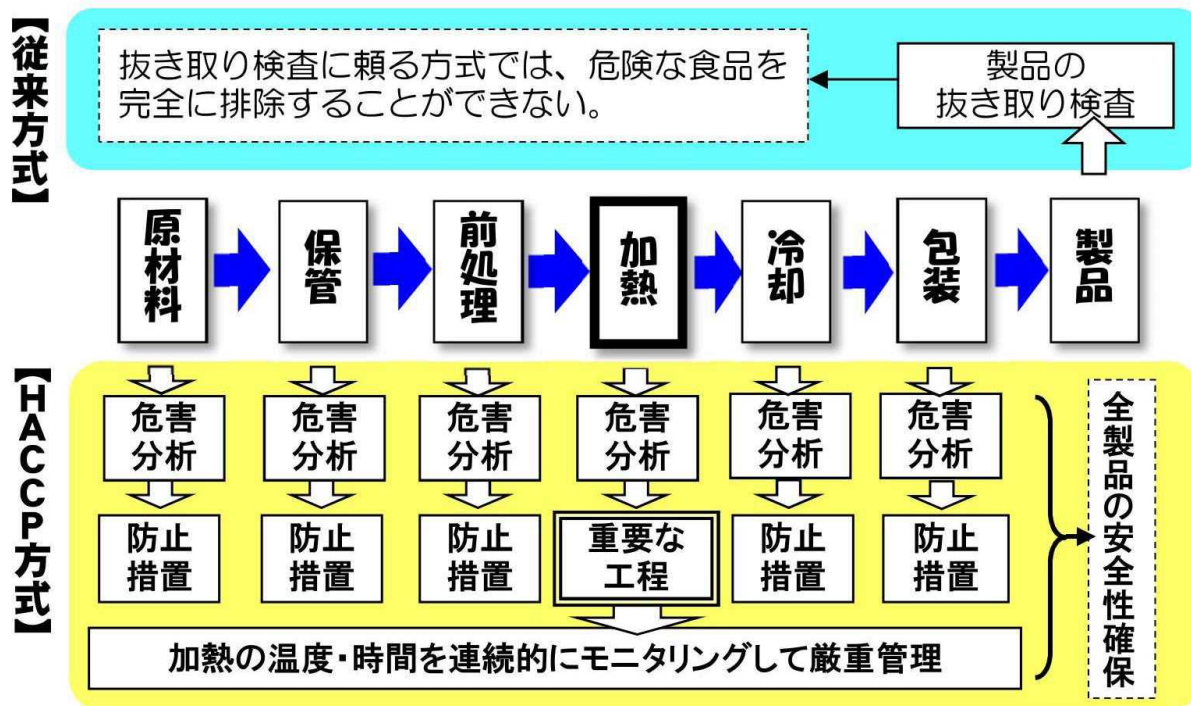 【従来方式】
抜き取り検査に頼る方式では、危険な食品を
完全に排除することができない。
製品の
抜き取り検査
原材料
保管
前処理
加熱
冷却
包装
製品
【HACCP方式】
危害
分析
危害
分析
危害
分析
危害
分析
危害
分析
危害
分析
防止
措置
防止
措置
防止
措置
重要な
工程
防止
措置
防止
措置
加熱の温度・時間を連続的にモニタリングして厳重管理
全製品の安全性確保